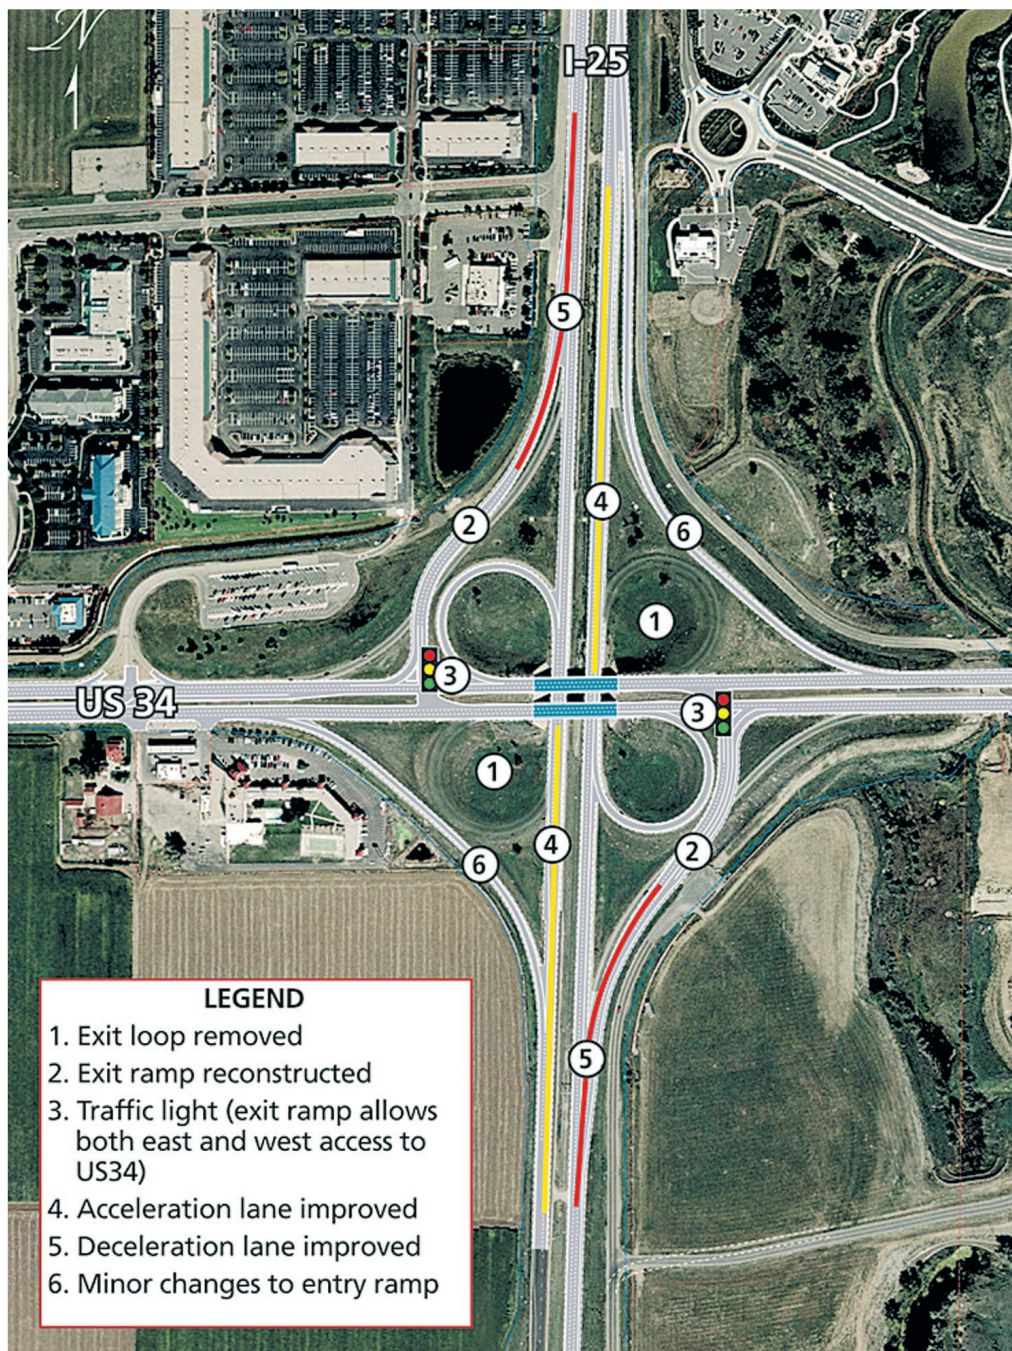 N
I-25
5
4
2
6
1
3
US 34
3
1
4
2
6
5
LEGEND
1. Exit loop removed
2. Exit ramp reconstructed
3. Traffic light (exit ramp allows
both east and west access to
US34)
4. Acceleration lane improved
5. Deceleration lane improved
6. Minor changes to entry ramp